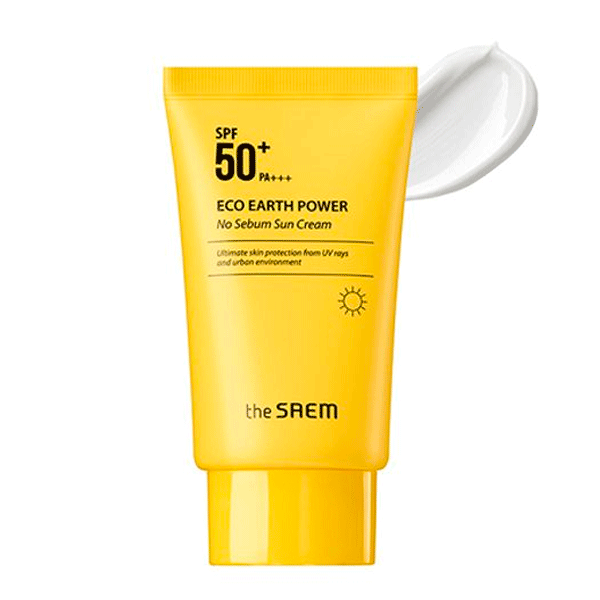 SPF
50+
PA+++
ECO EARTH POWER
No Sebum Sun Cream
Ultimate skin protection from UV rays
and urban environment
the SAEM